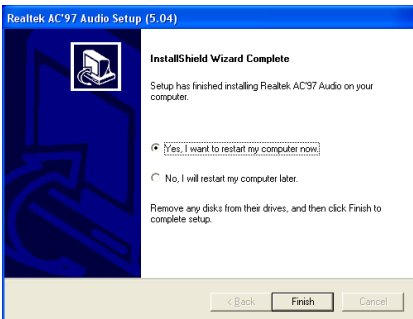 Realtek AC'97 Audio Setup (5.04)
InstallShield Wizard Complete
Setup has finished installing Realtek AC'97 Audio on your
computer.
Yes, I want to restart my computer now.
No, I will restart my computer later.
Remove any disks from their drives, and then click Finish to
complete setup.
< Back Finish Cancel